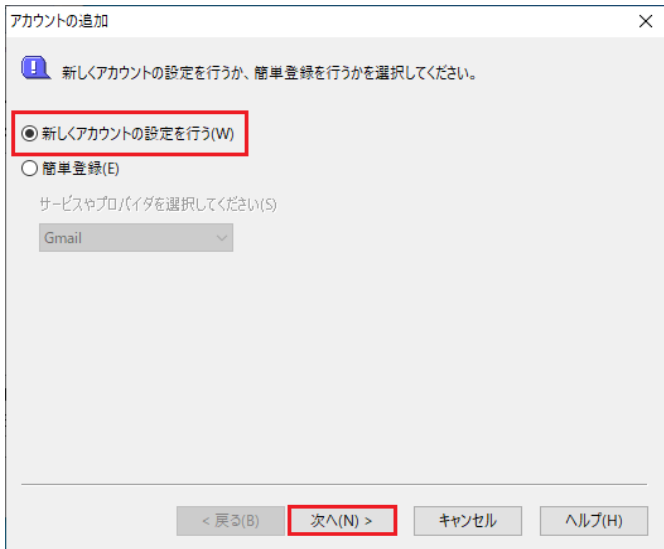 アカウントの追加
新しくアカウントの設定を行うか、簡単登録を行うかを選択してください。
新しくアカウントの設定を行う(W)
簡単登録(E)
サービスやプロバイダを選択してください(S)
Gmail
< 戻る(B) 次へ(N) > キャンセル ヘルプ(H)